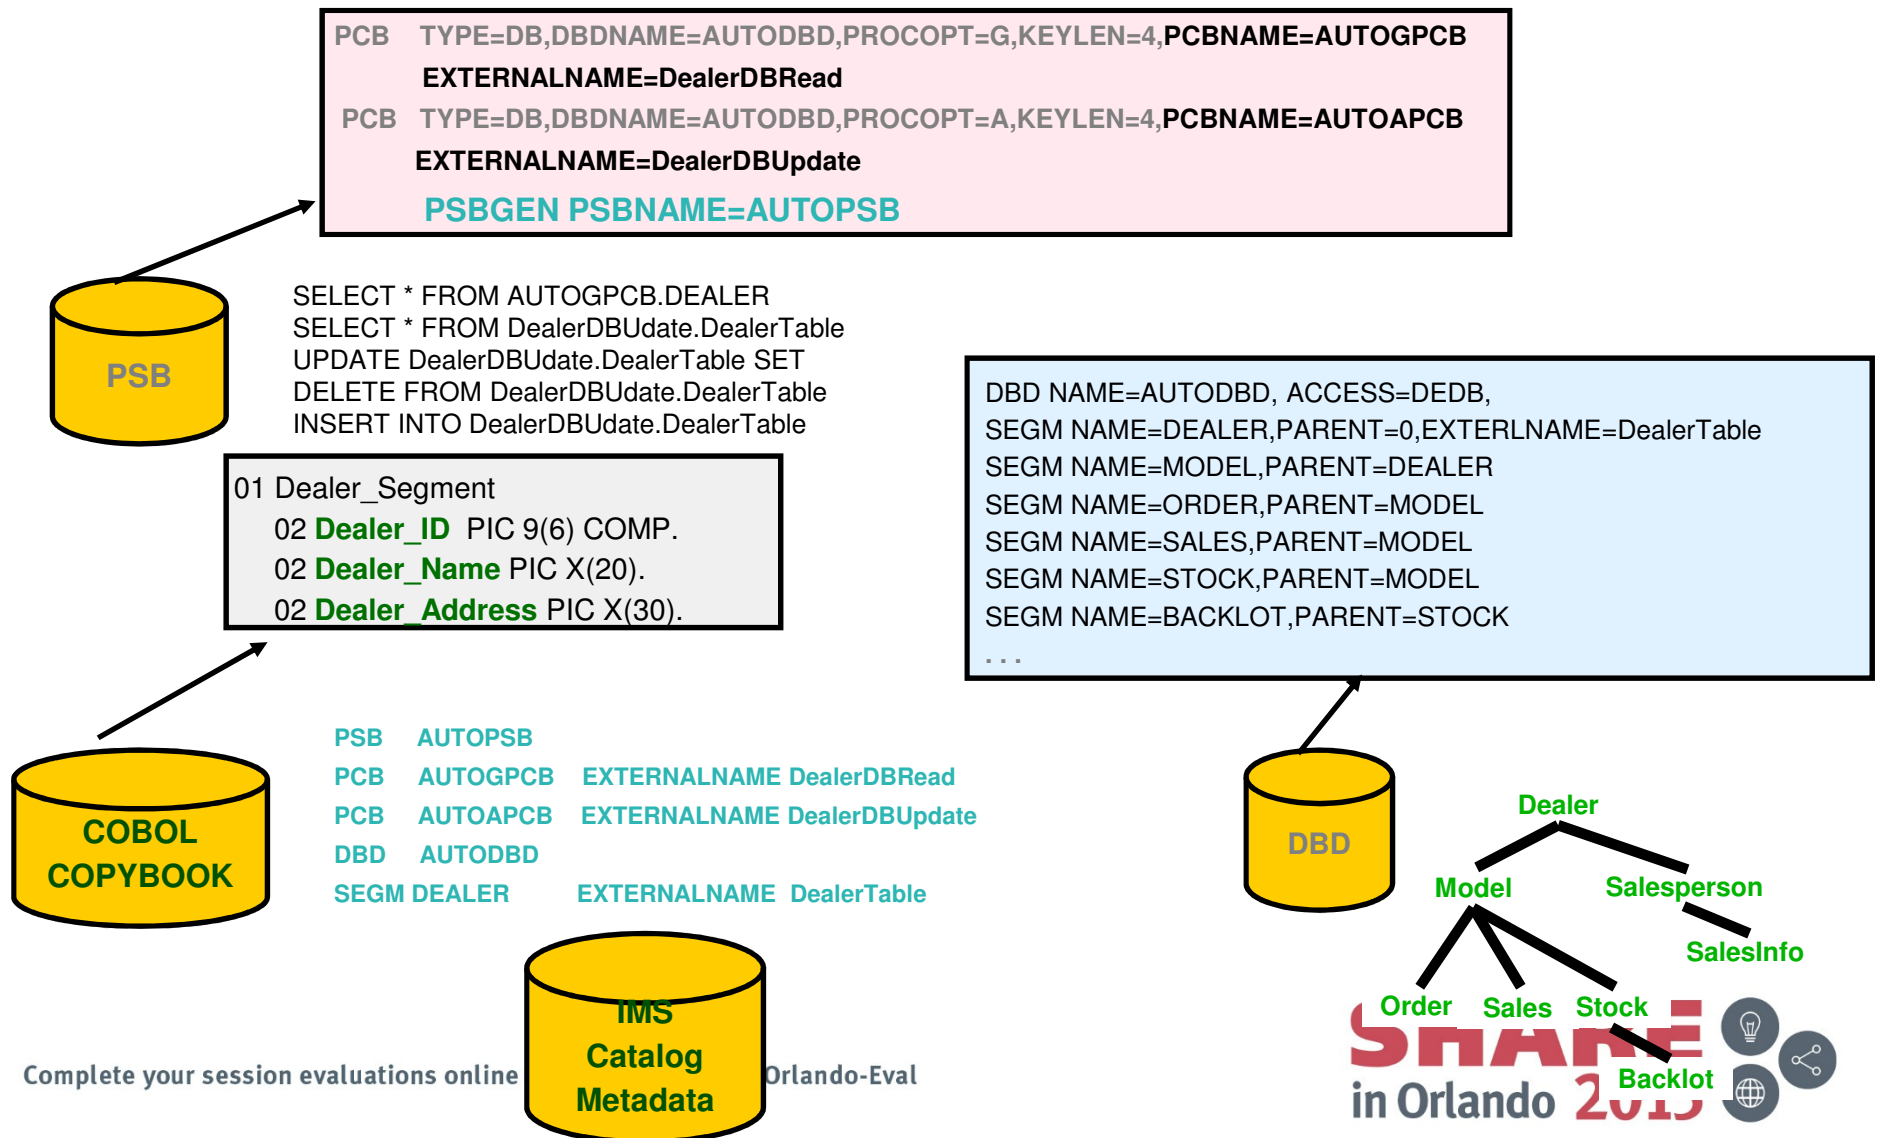 PCB TYPE=DB,DBDNAME=AUTODBD,PROCOPT=G,KEYLEN=4,PCBNAME=AUTOGPCB
EXTERNALNAME=DealerDBRead
PCB TYPE=DB,DBDNAME=AUTODBD,PROCOPT=A,KEYLEN=4,PCBNAME=AUTOAPCB
EXTERNALNAME=DealerDBUpdate
PSBGEN PSBNAME=AUTOPSB
PSB
SELECT * FROM AUTOGPCB.DEALER
SELECT * FROM DealerDBUdate.DealerTable
UPDATE DealerDBUdate.DealerTable SET
DELETE FROM DealerDBUdate.DealerTable
INSERT INTO DealerDBUdate.DealerTable
01 Dealer_Segment
02 Dealer_ID PIC 9(6) COMP.
02 Dealer_Name PIC X(20).
02 Dealer_Address PIC X(30).
DBD NAME=AUTODBD, ACCESS=DEDB,
SEGM NAME=DEALER,PARENT=0,EXTERLNAME=DealerTable
SEGM NAME=MODEL,PARENT=DEALER
SEGM NAME=ORDER,PARENT=MODEL
SEGM NAME=SALES,PARENT=MODEL
SEGM NAME=STOCK,PARENT=MODEL
SEGM NAME=BACKLOT,PARENT=STOCK
. . .
COBOL
COPYBOOK
PSB AUTOPSB
PCB AUTOGPCB EXTERNALNAME DealerDBRead
PCB AUTOAPCB EXTERNALNAME DealerDBUpdate
DBD AUTODBD
SEGM DEALER EXTERNALNAME DealerTable
IMS
Catalog
Metadata
DBD
Dealer
Model Salesperson
SalesInfo
Order Sales Stock
Backlot
Complete your session evaluations online Orlando-Eval
SHARE
in Orlando 2015